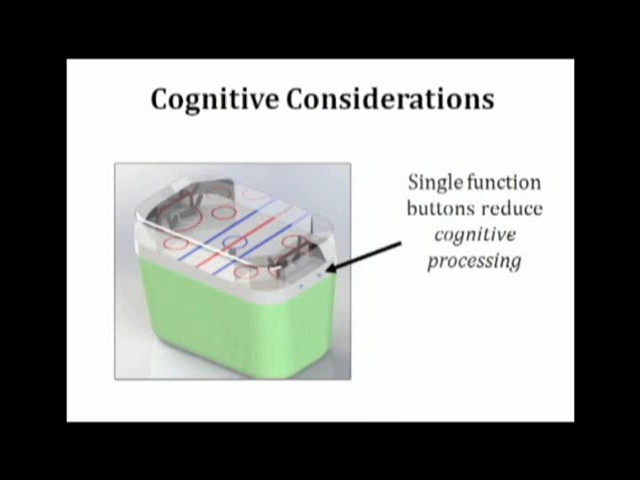 Cognitive Considerations
Single function
buttons reduce
cognitive
processing